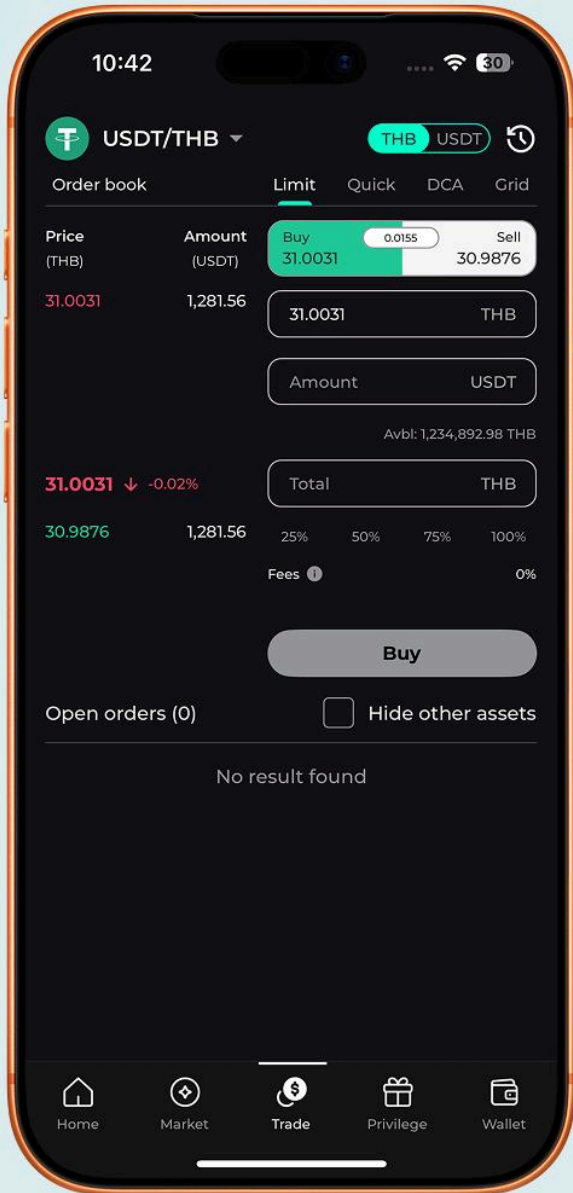 10:42
30
USDT/THB
THB USDT
Order book
Limit Quick DCA Grid
Price Amount
(THB) (USDT)
Buy 0.0155 Sell
31.0031 30.9876
31.0031 1,281.56
31.0031 THB
Amount USDT
Avbl: 1,234,892.98 THB
31.0031 ↓ -0.02%
Total THB
30.9876 1,281.56
25% 50% 75% 100%
Fees i 0%
Buy
Open orders (0) Hide other assets
No result found
Home Market Trade Privilege Wallet